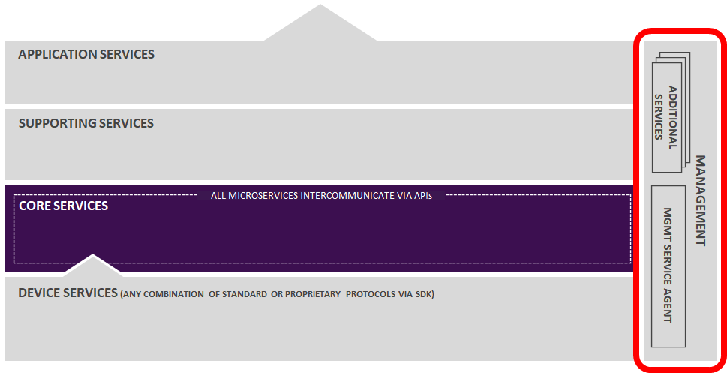 APPLICATION SERVICES
SUPPORTING SERVICES
ALL MICROSERVICES INTERCOMMUNICATE VIA APIs
CORE SERVICES
DEVICE SERVICES (ANY COMBINATION OF STANDARD OR PROPRIETARY PROTOCOLS VIA SDK)
ADDITIONAL
SERVICES
MGMT SERVICE AGENT
MANAGEMENT